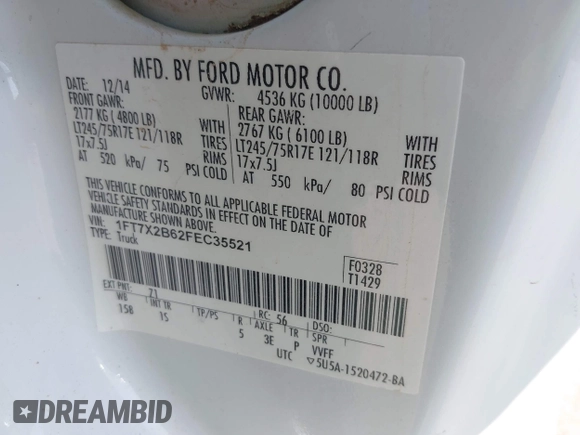 MFD. BY FORD MOTOR CO.
DATE: 12/14 GVWR: 4536 KG (10000 LB)
FRONT GAWR: REAR GAWR:
2177 KG ( 4800 LB) WITH 2767 KG ( 6100 LB) WITH
LT245/75R17E 121/118R TIRES LT245/75R17E 121/118R TIRES
17x7.5J RIMS 17x7.5J RIMS
AT 520 kPa/ 75 PSI COLD AT 550 kPa/ 80 PSI COLD
THIS VEHICLE CONFORMS TO ALL APPLICABLE FEDERAL MOTOR
VEHICLE SAFETY STANDARDS IN EFFECT ON THE DATE OF
MANUFACTURE SHOWN ABOVE.
VIN: 1FT7X2B62FEC35521
TYPE: Truck
F0328
T1429
EXT PNT: Z1 RC: 56 DSO:
WB INT TR TP/PS R AXLE TR SPR
158 15 5 3E P VVFF
UTC ▽5U5A-1520472-BA
DREAMBID